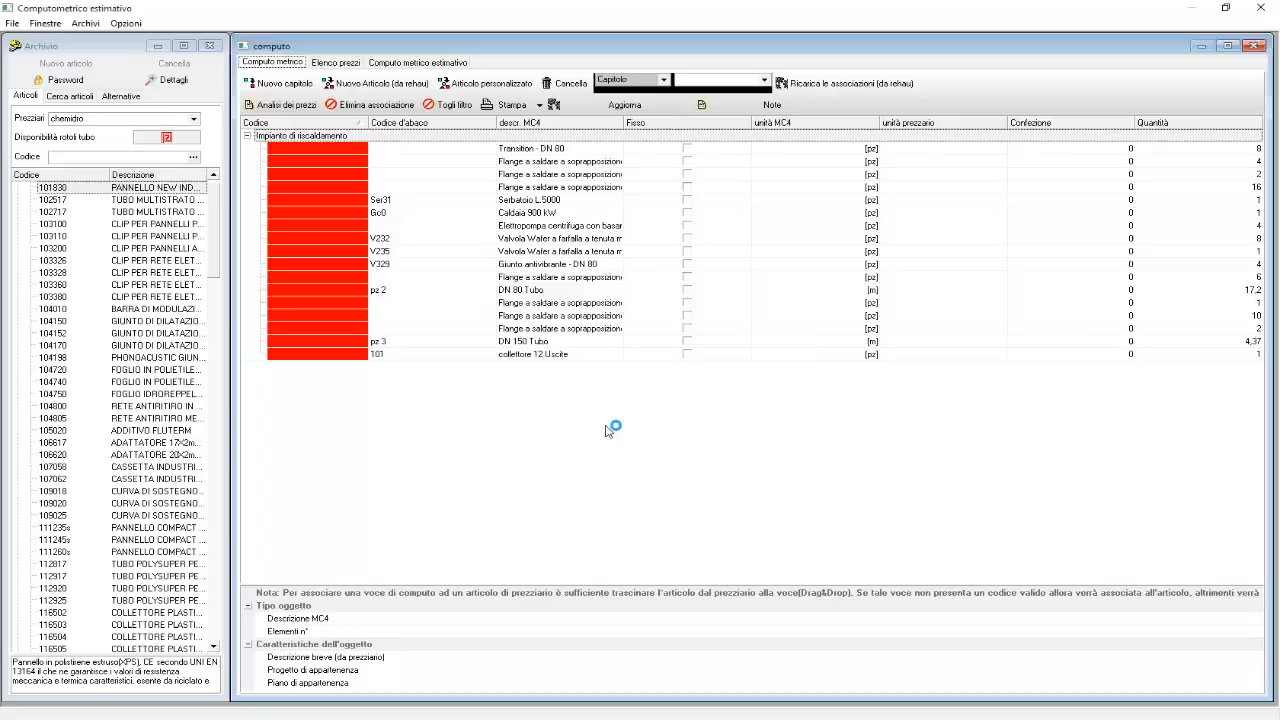 Computometrico estimativo
File Finestre Archivi Opzioni
Archivio
Nuovo articolo Cancella
Password Dettagli
Articoli Cerca articoli Alternative
Prezziari chemidro
Disponibilità rotoli tubo
Codice
Codice Descrizione
101830 PANNELLO NEW IND...
102517 TUBO MULTISTRATO ...
102717 TUBO MULTISTRATO ...
103100 CLIP PER PANNELLI P...
103110 CLIP PER PANNELLI P...
103200 CLIP PER PANNELLI A...
103326 CLIP PER RETE ELET...
103328 CLIP PER RETE ELET...
103360 CLIP PER RETE ELET...
103380 CLIP PER RETE ELET...
104010 BARRA DI MODULAZI...
104150 GIUNTO DI DILATAZIO...
104152 GIUNTO DI DILATAZIO...
104170 GIUNTO DI DILATAZIO...
104198 PHONOACUSTIC GIUN...
104720 FOGLIO IN POLIETILE...
104740 FOGLIO IN POLIETILE...
104750 FOGLIO IDROREPPEL...
104800 RETE ANTIRITIRO IN ...
104805 RETE ANTIRITIRO ME...
105020 ADDITIVO FLUTERM
106617 ADATTATORE 17X2m...
106620 ADATTATORE 20X2m...
107058 CASSETTA INDUSTRI...
107062 CASSETTA INDUSTRI...
109018 CURVA DI SOSTEGNO...
109020 CURVA DI SOSTEGNO...
109025 CURVA DI SOSTEGNO...
111235s PANNELLO COMPACT ...
111245s PANNELLO COMPACT ...
111260s PANNELLO COMPACT ...
112817 TUBO POLYSUPER PE...
112917 TUBO POLYSUPER PE...
112920 TUBO POLYSUPER PE...
112925 TUBO POLYSUPER PE...
116502 COLLETTORE PLASTI...
116503 COLLETTORE PLASTI...
116504 COLLETTORE PLASTI...
116505 COLLETTORE PLASTI...
Pannello in polistirene estruso(XPS), CE secondo UNI EN
13164 il che ne garantisce i valori di resistenza
meccanica e termica caratteristici. esente da riciclato e
computo
Computo metrico Elenco prezzi Computo metrico estimativo
Nuovo capitolo Nuovo Articolo (da rehau) Articolo personalizzato Cancella Capitolo Ricarica le associazioni (da rehau)
Analisi dei prezzi Elimina associazione Togli filtro Stampa Aggiorna Note
Codice Codice d'abaco descr. MC4 Fisso unità MC4 unità prezzario Confezione Quantità
Impianto di riscaldamento
Transition - DN 80 [pz] 0 8
Flange a saldare a soprapposizion [pz] 0 4
Flange a saldare a soprapposizion [pz] 0 2
Flange a saldare a soprapposizion [pz] 0 16
Ser31 Serbatoio L.5000 [pz] 0 1
Gc0 Caldaia 900 kW [pz] 0 1
Elettropompa centrifuga con basar [pz] 0 4
V232 Valvola Wafer a farfalla a tenuta m [pz] 0 8
V235 Valvola Wafer a farfalla a tenuta m [pz] 0 1
V329 Giunto antivibrante - DN 80 [pz] 0 4
Flange a saldare a soprapposizion [pz] 0 6
pz 2 DN 80 Tubo [m] 0 17,2
Flange a saldare a soprapposizion [pz] 0 1
Flange a saldare a soprapposizion [pz] 0 10
Flange a saldare a soprapposizion [pz] 0 2
pz 3 DN 150 Tubo [m] 0 4,37
101 collettore 12 Uscite [pz] 0 1
Nota: Per associare una voce di computo ad un articolo di prezziario è sufficiente trascinare l'articolo dal prezziario alla voce(Drag&Drop). Se tale voce non presenta un codice valido allora verrà associata all'articolo, altrimenti verrà
Tipo oggetto
Descrizione MC4
Elementi n°
Caratteristiche dell'oggetto
Descrizione breve (da prezziario)
Progetto di appartenenza
Piano di appartenenza